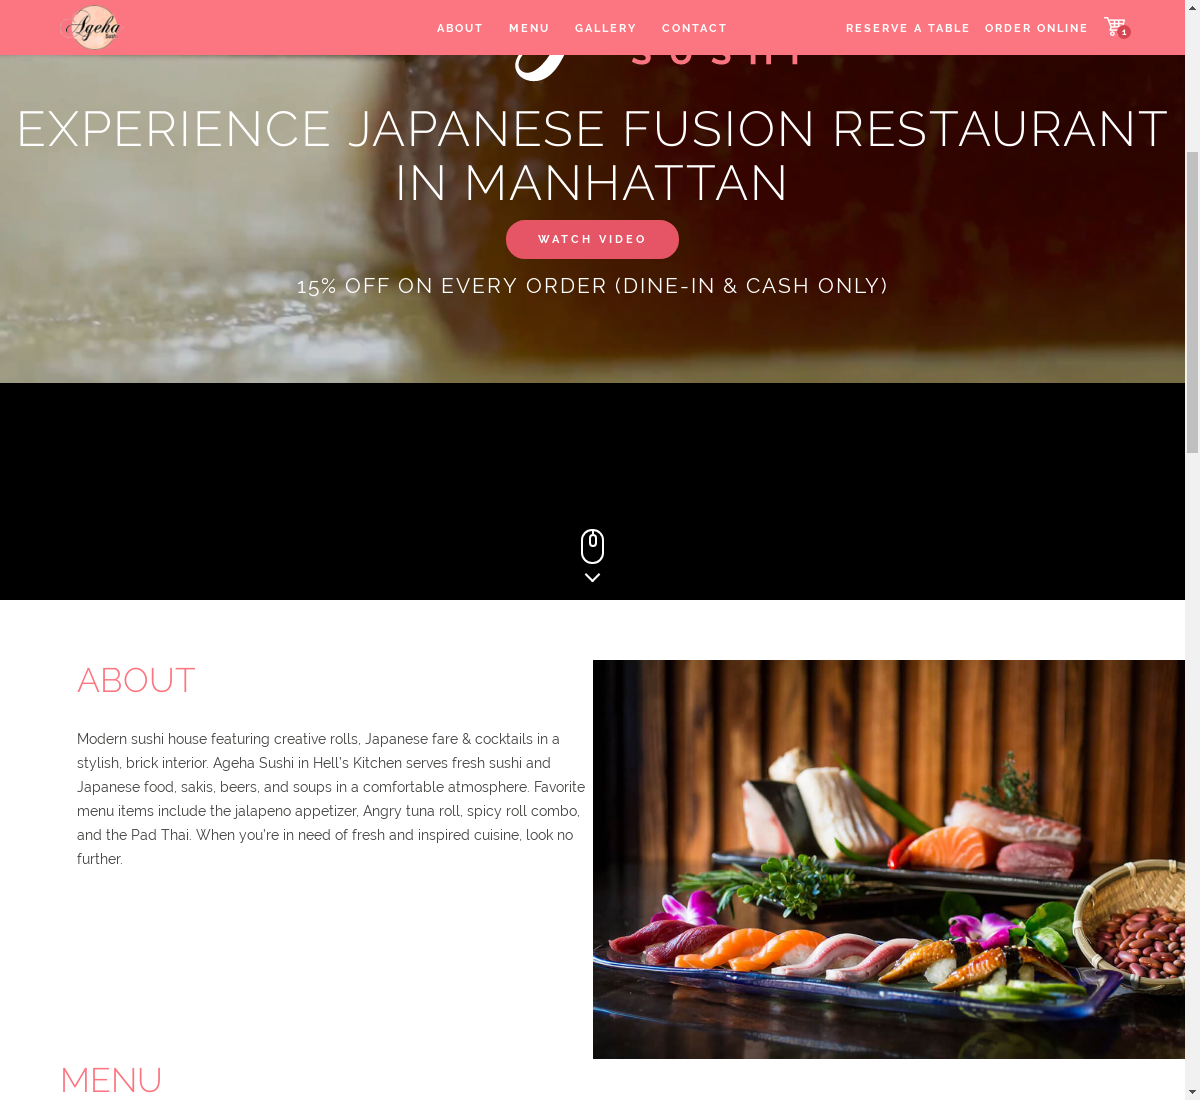 Ageha
Sushi
ABOUT
MENU
GALLERY
CONTACT
RESERVE A TABLE
ORDER ONLINE
1
SUSHI
EXPERIENCE JAPANESE FUSION RESTAURANT
IN MANHATTAN
WATCH VIDEO
15% OFF ON EVERY ORDER (DINE-IN & CASH ONLY)
ABOUT
Modern sushi house featuring creative rolls, Japanese fare & cocktails in a
stylish, brick interior. Ageha Sushi in Hell's Kitchen serves fresh sushi and
Japanese food, sakis, beers, and soups in a comfortable atmosphere. Favorite
menu items include the jalapeno appetizer, Angry tuna roll, spicy roll combo,
and the Pad Thai. When you're in need of fresh and inspired cuisine, look no
further.
MENU